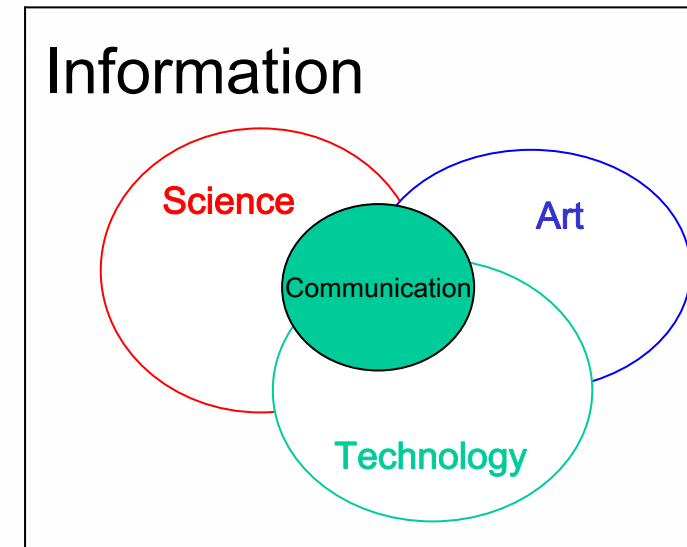 Information
Science
Art
Communication
Technology